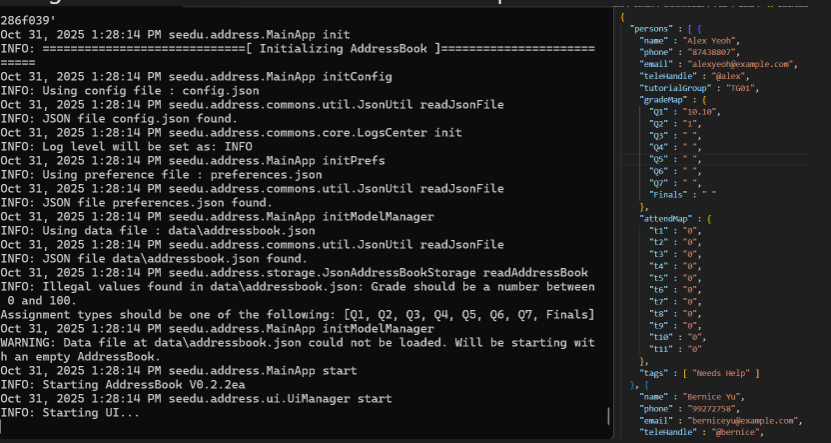 286f039'
Oct 31, 2025 1:28:14 PM seedu.address.MainApp init
INFO: =============================[ Initializing AddressBook ]======================
=====
Oct 31, 2025 1:28:14 PM seedu.address.MainApp initConfig
INFO: Using config file : config.json
Oct 31, 2025 1:28:14 PM seedu.address.commons.util.JsonUtil readJsonFile
INFO: JSON file config.json found.
Oct 31, 2025 1:28:14 PM seedu.address.commons.core.LogsCenter init
INFO: Log level will be set as: INFO
Oct 31, 2025 1:28:14 PM seedu.address.MainApp initPrefs
INFO: Using preference file : preferences.json
Oct 31, 2025 1:28:14 PM seedu.address.commons.util.JsonUtil readJsonFile
INFO: JSON file preferences.json found.
Oct 31, 2025 1:28:14 PM seedu.address.MainApp initModelManager
INFO: Using data file : data\addressbook.json
Oct 31, 2025 1:28:14 PM seedu.address.commons.util.JsonUtil readJsonFile
INFO: JSON file data\addressbook.json found.
Oct 31, 2025 1:28:14 PM seedu.address.storage.JsonAddressBookStorage readAddressBook
INFO: Illegal values found in data\addressbook.json: Grade should be a number between
 0 and 100.
Assignment types should be one of the following: [Q1, Q2, Q3, Q4, Q5, Q6, Q7, Finals]
Oct 31, 2025 1:28:14 PM seedu.address.MainApp initModelManager
WARNING: Data file at data\addressbook.json could not be loaded. Will be starting wit
h an empty AddressBook.
Oct 31, 2025 1:28:14 PM seedu.address.MainApp start
INFO: Starting AddressBook V0.2.2ea
Oct 31, 2025 1:28:14 PM seedu.address.ui.UiManager start
INFO: Starting UI...
{
"persons" : [ {
"name" : "Alex Yeoh",
"phone" : "87438807",
"email" : "alexyeoh@example.com",
"teleHandle" : "@alex",
"tutorialGroup" : "TG01",
"gradeMap" : {
"Q1" : "10.10",
"Q2" : "1",
"Q3" : " ",
"Q4" : " ",
"Q5" : " ",
"Q6" : " ",
"Q7" : " ",
"Finals" : " "
},
"attendMap" : {
"t1" : "0",
"t2" : "0",
"t3" : "0",
"t4" : "0",
"t5" : "0",
"t6" : "0",
"t7" : "0",
"t8" : "0",
"t9" : "0",
"t10" : "0",
"t11" : "0"
},
"tags" : [ "Needs Help" ]
}, {
"name" : "Bernice Yu",
"phone" : "99272758",
"email" : "berniceyu@example.com",
"teleHandle" : "@bernice",